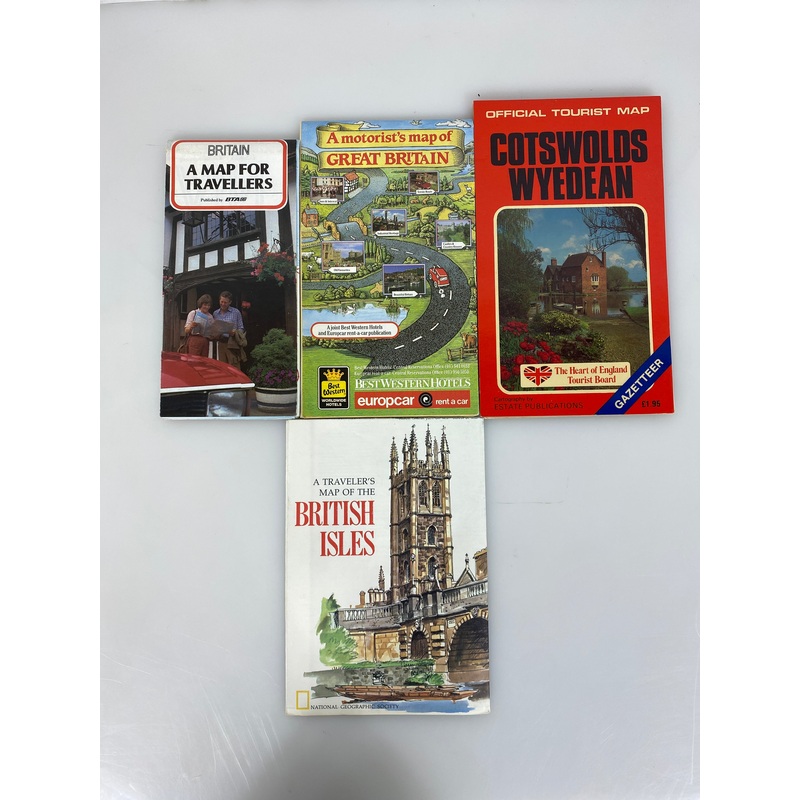 BRITAIN
A MAP FOR
TRAVELLERS
Published by BTA
A motorist's map of
GREAT BRITAIN
A joint Best Western Hotels
and Europcar rent-a-car publication
Best Western
WORLDWIDE
HOTELS
BEST WESTERN HOTELS
europcar e rent a car
OFFICIAL TOURIST MAP
COTSWOLDS
WYEDEAN
The Heart of England
Tourist Board
ESTATE PUBLICATIONS
GAZETTEER
A TRAVELER'S
MAP OF THE
BRITISH
ISLES
NATIONAL GEOGRAPHIC SOCIETY